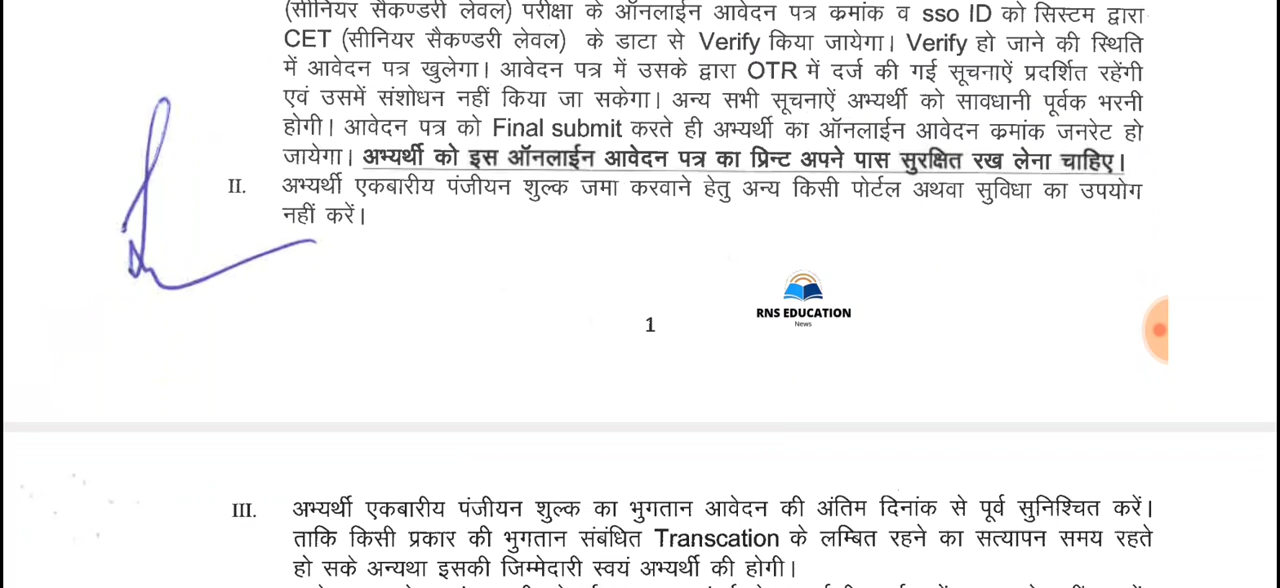 (सीनियर सैकण्डरी लेवल) परीक्षा के ऑनलाईन आवेदन पत्र क्रमांक व sso ID को सिस्टम द्वारा
CET (सीनियर सैकण्डरी लेवल) के डाटा से Verify किया जायेगा। Verify हो जाने की स्थिति
में आवेदन पत्र खुलेगा। आवेदन पत्र में उसके द्वारा OTR में दर्ज की गई सूचनाऐं प्रदर्शित रहेंगी
एवं उसमें संशोधन नहीं किया जा सकेगा। अन्य सभी सूचनाऐं अभ्यर्थी को सावधानी पूर्वक भरनी
होगी। आवेदन पत्र को Final submit करते ही अभ्यर्थी का ऑनलाईन आवेदन क्रमांक जनरेट हो
जायेगा। अभ्यर्थी को इस ऑनलाईन आवेदन पत्र का प्रिन्ट अपने पास सुरक्षित रख लेना चाहिए।
II. अभ्यर्थी एकबारीय पंजीयन शुल्क जमा करवाने हेतु अन्य किसी पोर्टल अथवा सुविधा का उपयोग
नहीं करें।
RNS EDUCATION
News
1
III. अभ्यर्थी एकबारीय पंजीयन शुल्क का भुगतान आवेदन की अंतिम दिनांक से पूर्व सुनिश्चित करें।
ताकि किसी प्रकार की भुगतान संबंधित Transcation के लम्बित रहने का सत्यापन समय रहते
हो सके अन्यथा इसकी जिम्मेदारी स्वयं अभ्यर्थी की होगी।